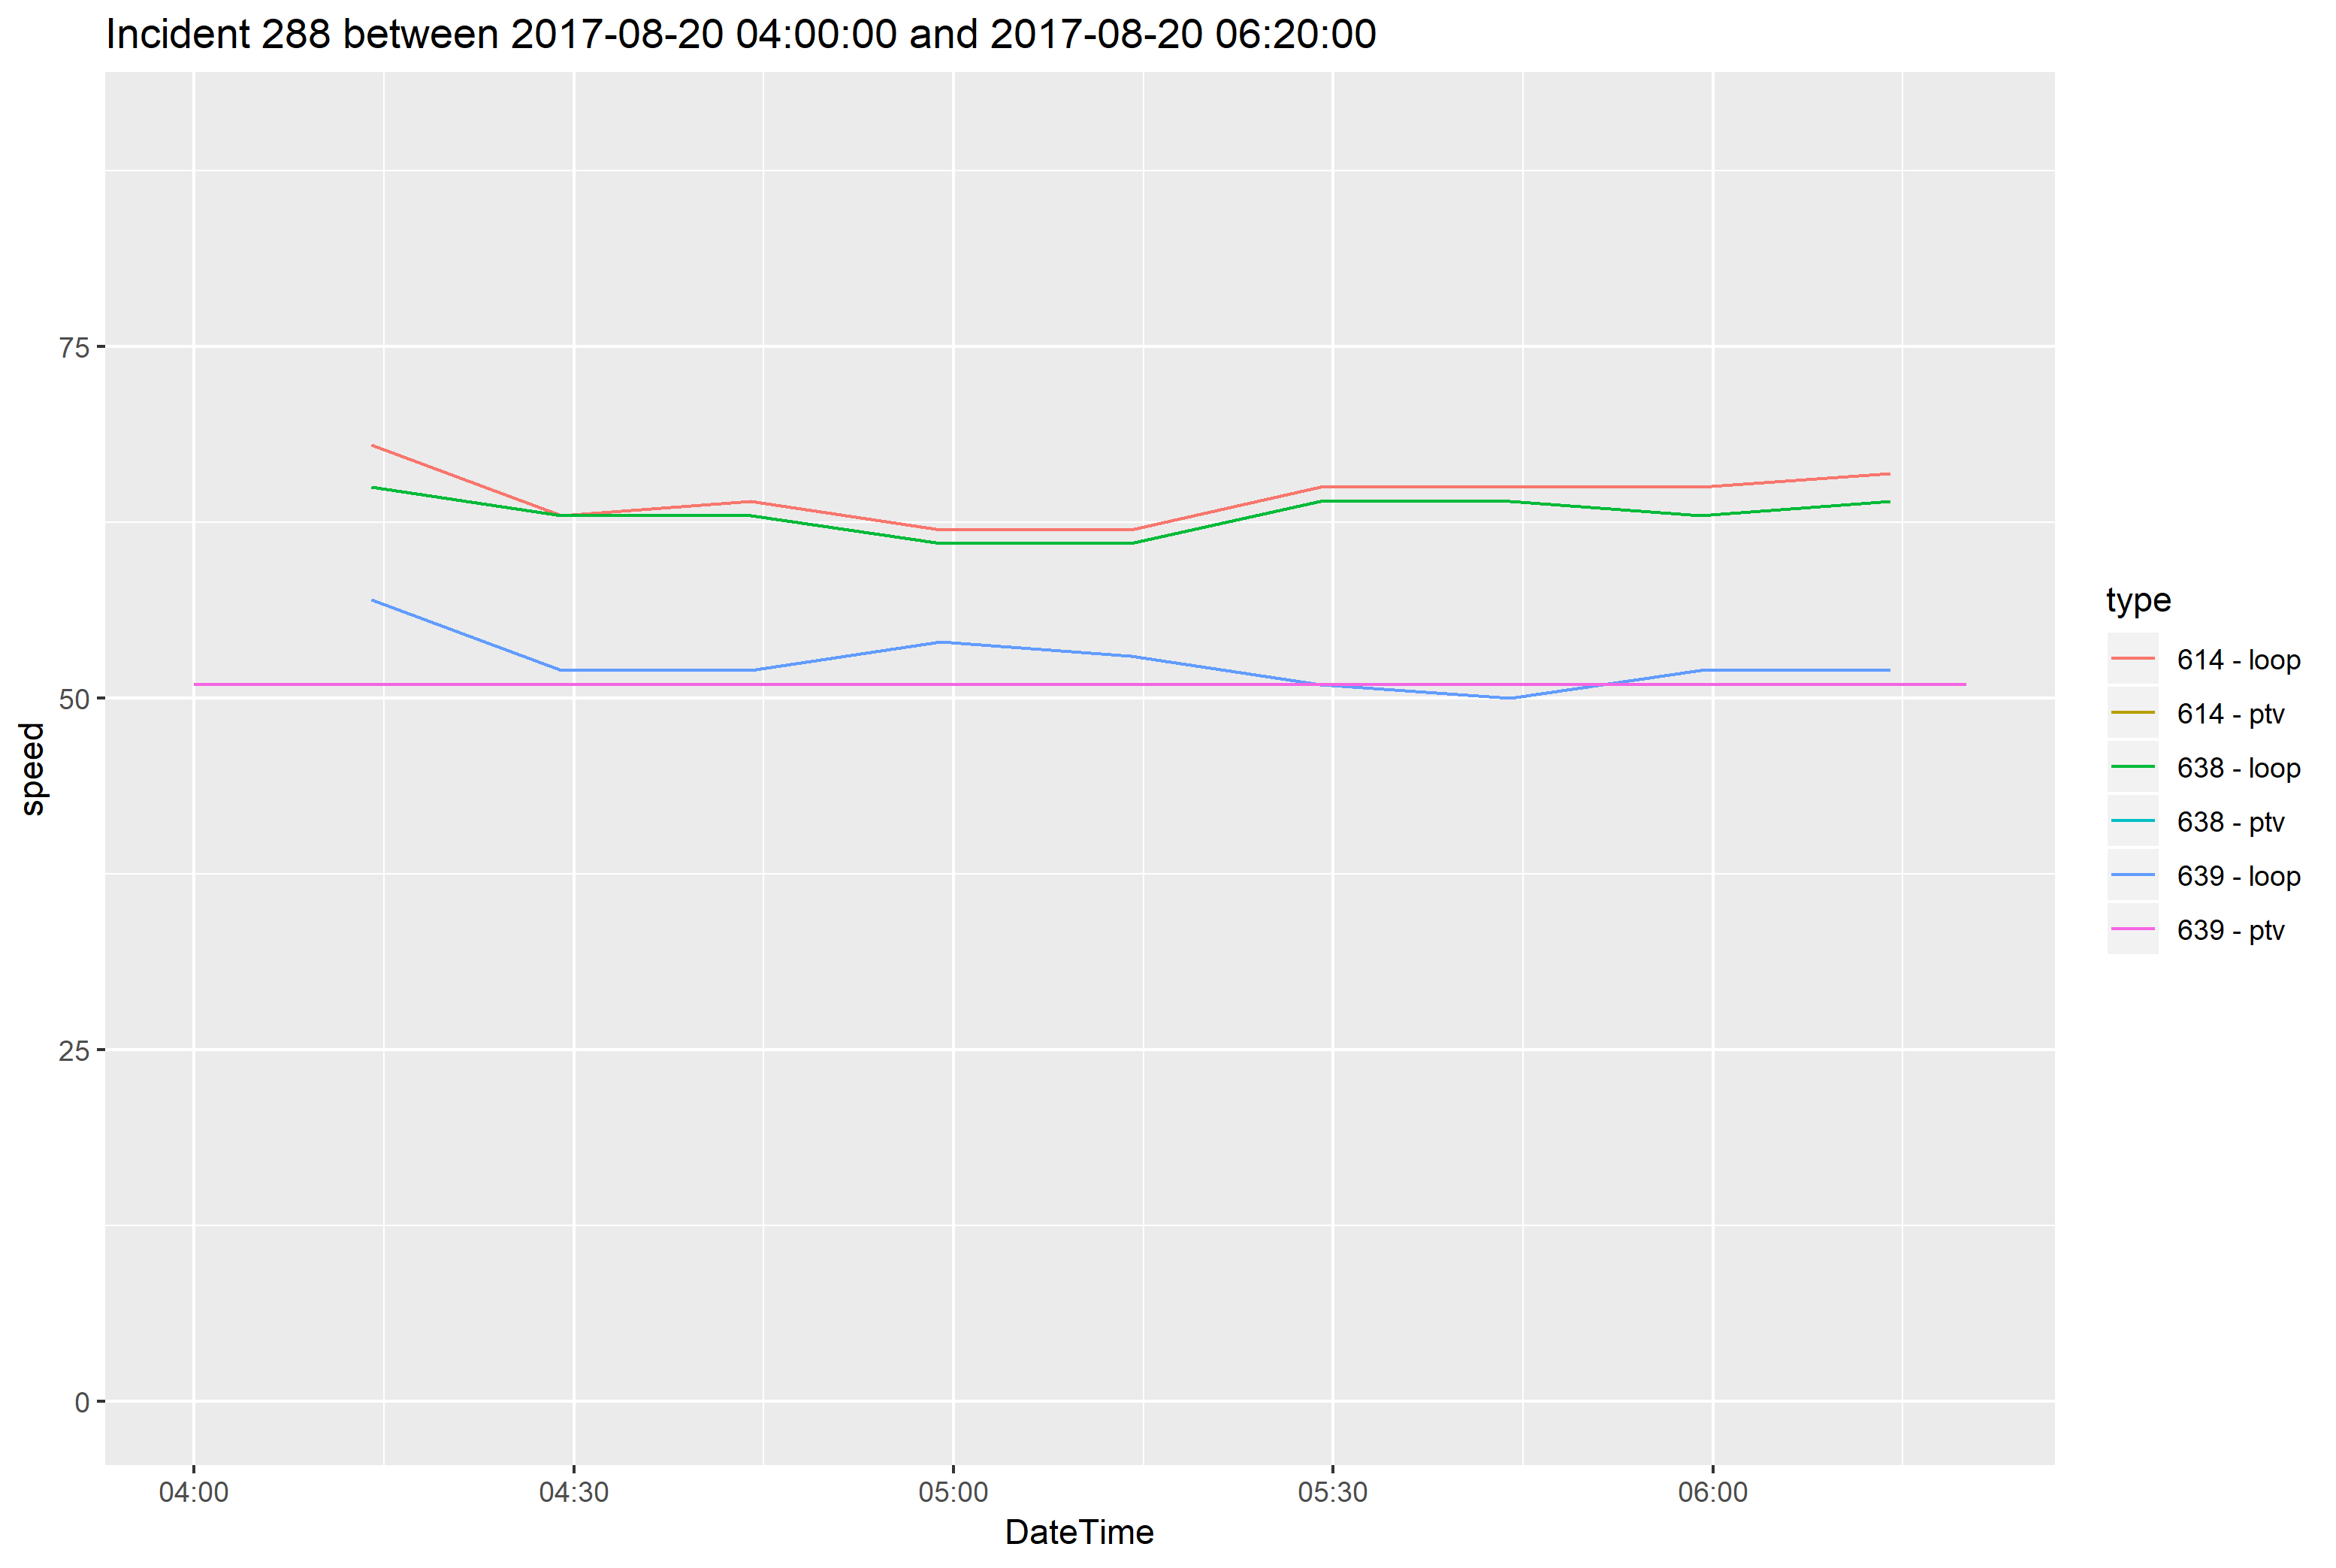 Incident 288 between 2017-08-20 04:00:00 and 2017-08-20 06:20:00
75
50
25
0
speed
04:00 04:30 05:00 05:30 06:00
DateTime
type
614 - loop
614 - ptv
638 - loop
638 - ptv
639 - loop
639 - ptv